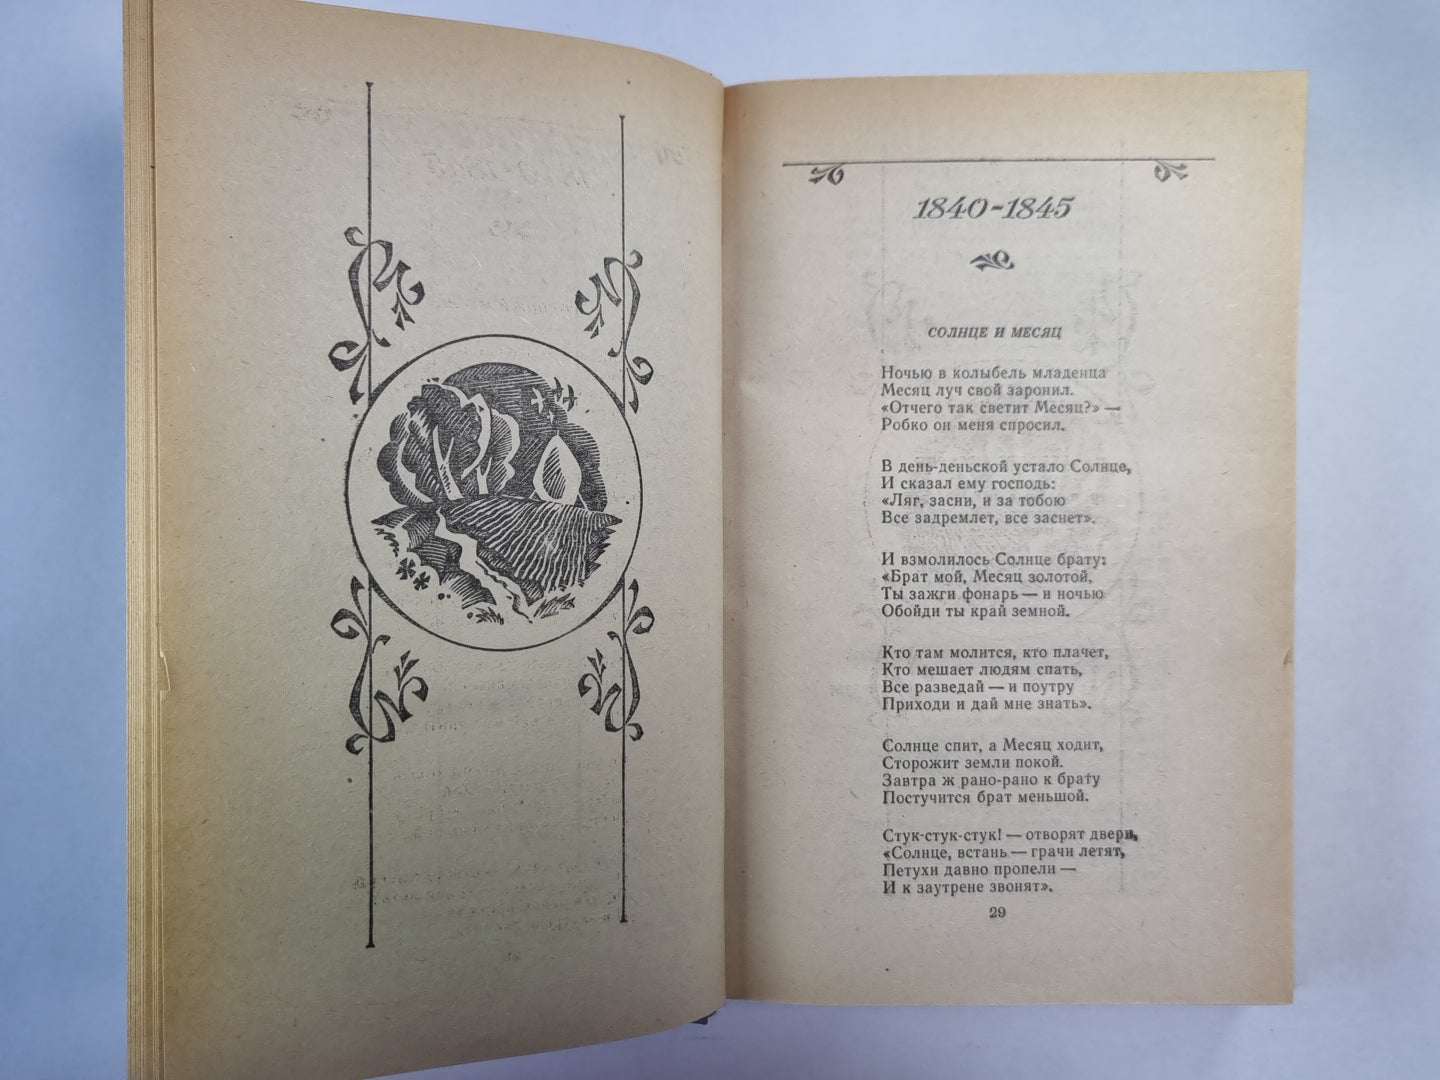 1840-1845
СОЛНЦЕ И МЕСЯЦ
Ночью в колыбель младенца
Месяц луч свой заронил.
«Отчего так светит Месяц?» —
Робко он меня спросил.
В день-деньской устало Солнце,
И сказал ему господь:
«Ляг, засни, и за тобою
Все задремлет, все заснет».
И взмолилось Солнце брату:
«Брат мой, Месяц золотой,
Ты зажги фонарь — и ночью
Обойди ты край земной.
Кто там молится, кто плачет,
Кто мешает людям спать,
Все разведай — и поутру
Приходи и дай мне знать».
Солнце спит, а Месяц ходит,
Сторожит земли покой.
Завтра ж рано-рано к брату
Постучится брат меньшой.
Стук-стук-стук! — отворят двери,
«Солнце, встань — грачи летят,
Петухи давно пропели —
И к заутрене звонят».
29